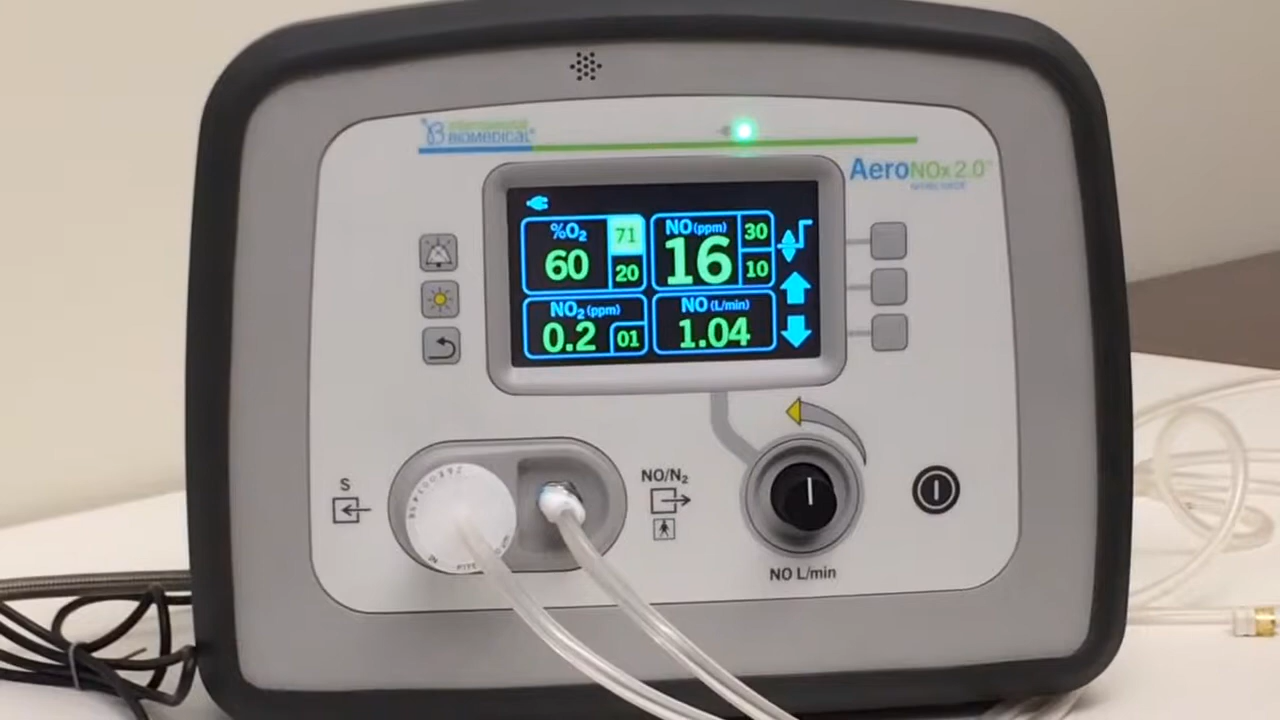 BIOMEDICAL
AeroNOx 2.0
%O₂ 71
60 20
NO (ppm) 30
16 10
NO₂ (ppm)
0.2 01
NO (L/min)
1.04
S
NO/N₂
NO L/min